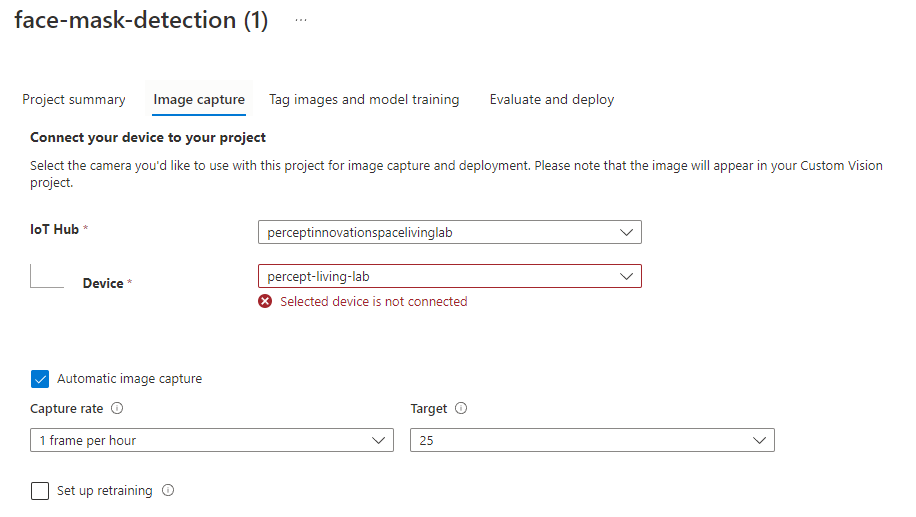 face-mask-detection (1) ...
Project summary Image capture Tag images and model training Evaluate and deploy
Connect your device to your project
Select the camera you'd like to use with this project for image capture and deployment. Please note that the image will appear in your Custom Vision
project.
IoT Hub * perceptinnovationspacelivinglab
Device * percept-living-lab
Selected device is not connected
Automatic image capture
Capture rate Target
1 frame per hour 25
Set up retraining